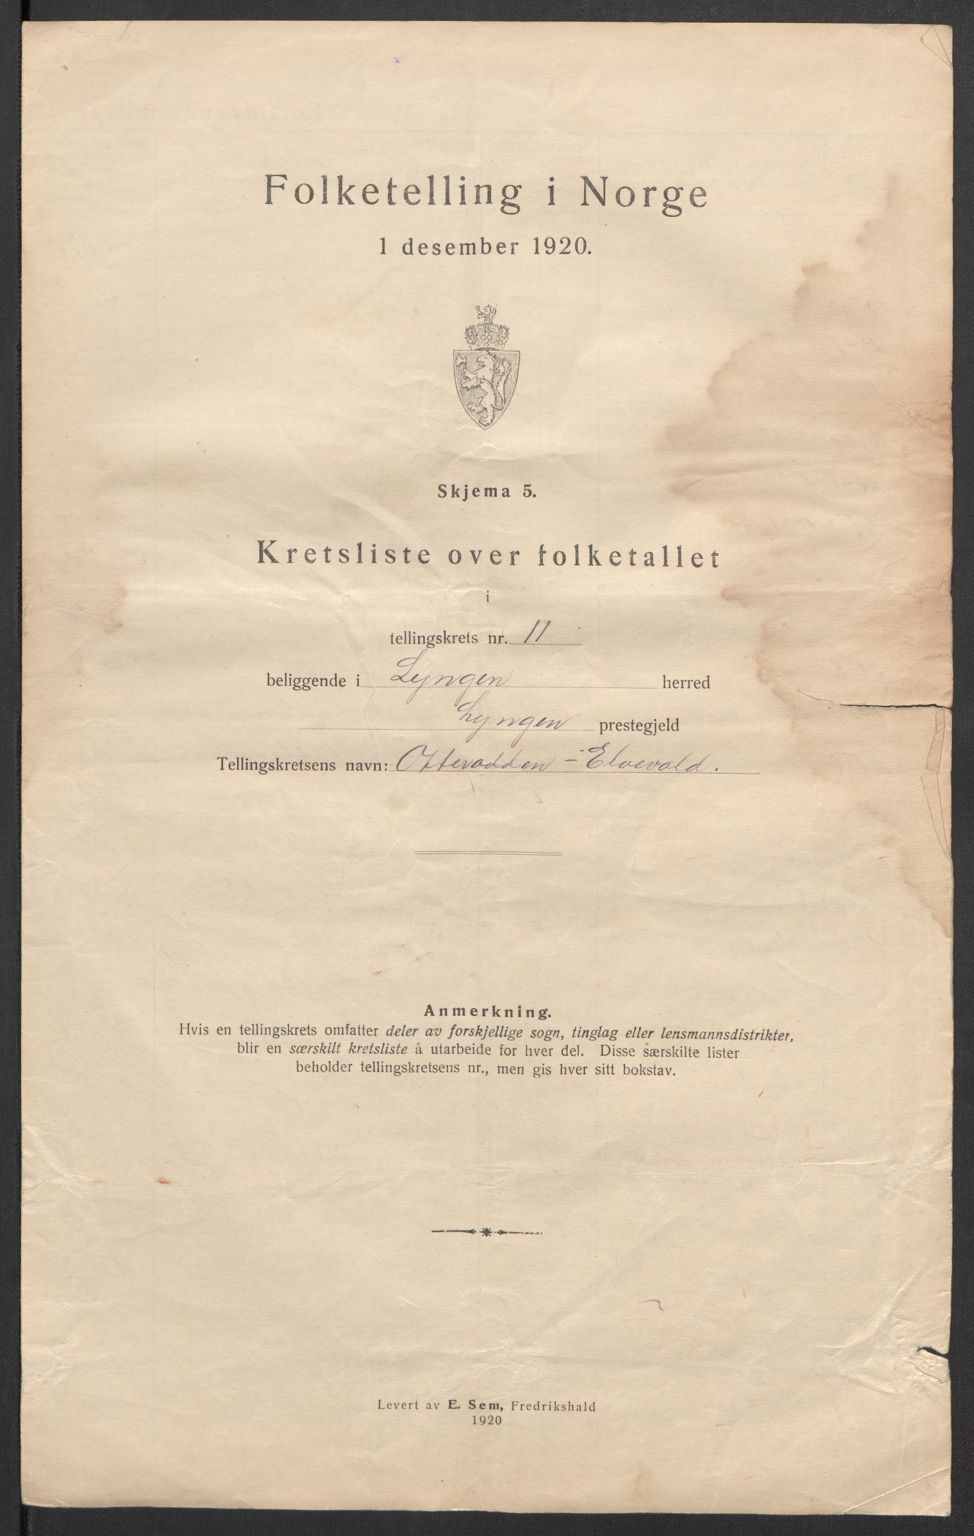 Folketelling i Norge
1 desember 1920.
Skjema 5.
Kretsliste over folketallet
i
tellingskrets nr. 11
beliggende i Lyngen herred
Lyngen prestegjeld
Tellingskretsens navn: Otteradden - Elvevold.
Anmerkning.
Hvis en tellingskrets omfatter deler av forskjellige sogn, tinglag eller lensmannsdistrikter,
blir en særskilt kretsliste å utarbeide for hver del. Disse særskilte lister
beholder tellingskretsens nr., men gis hver sitt bokstav.
Levert av E. Sem, Fredrikshald
1920